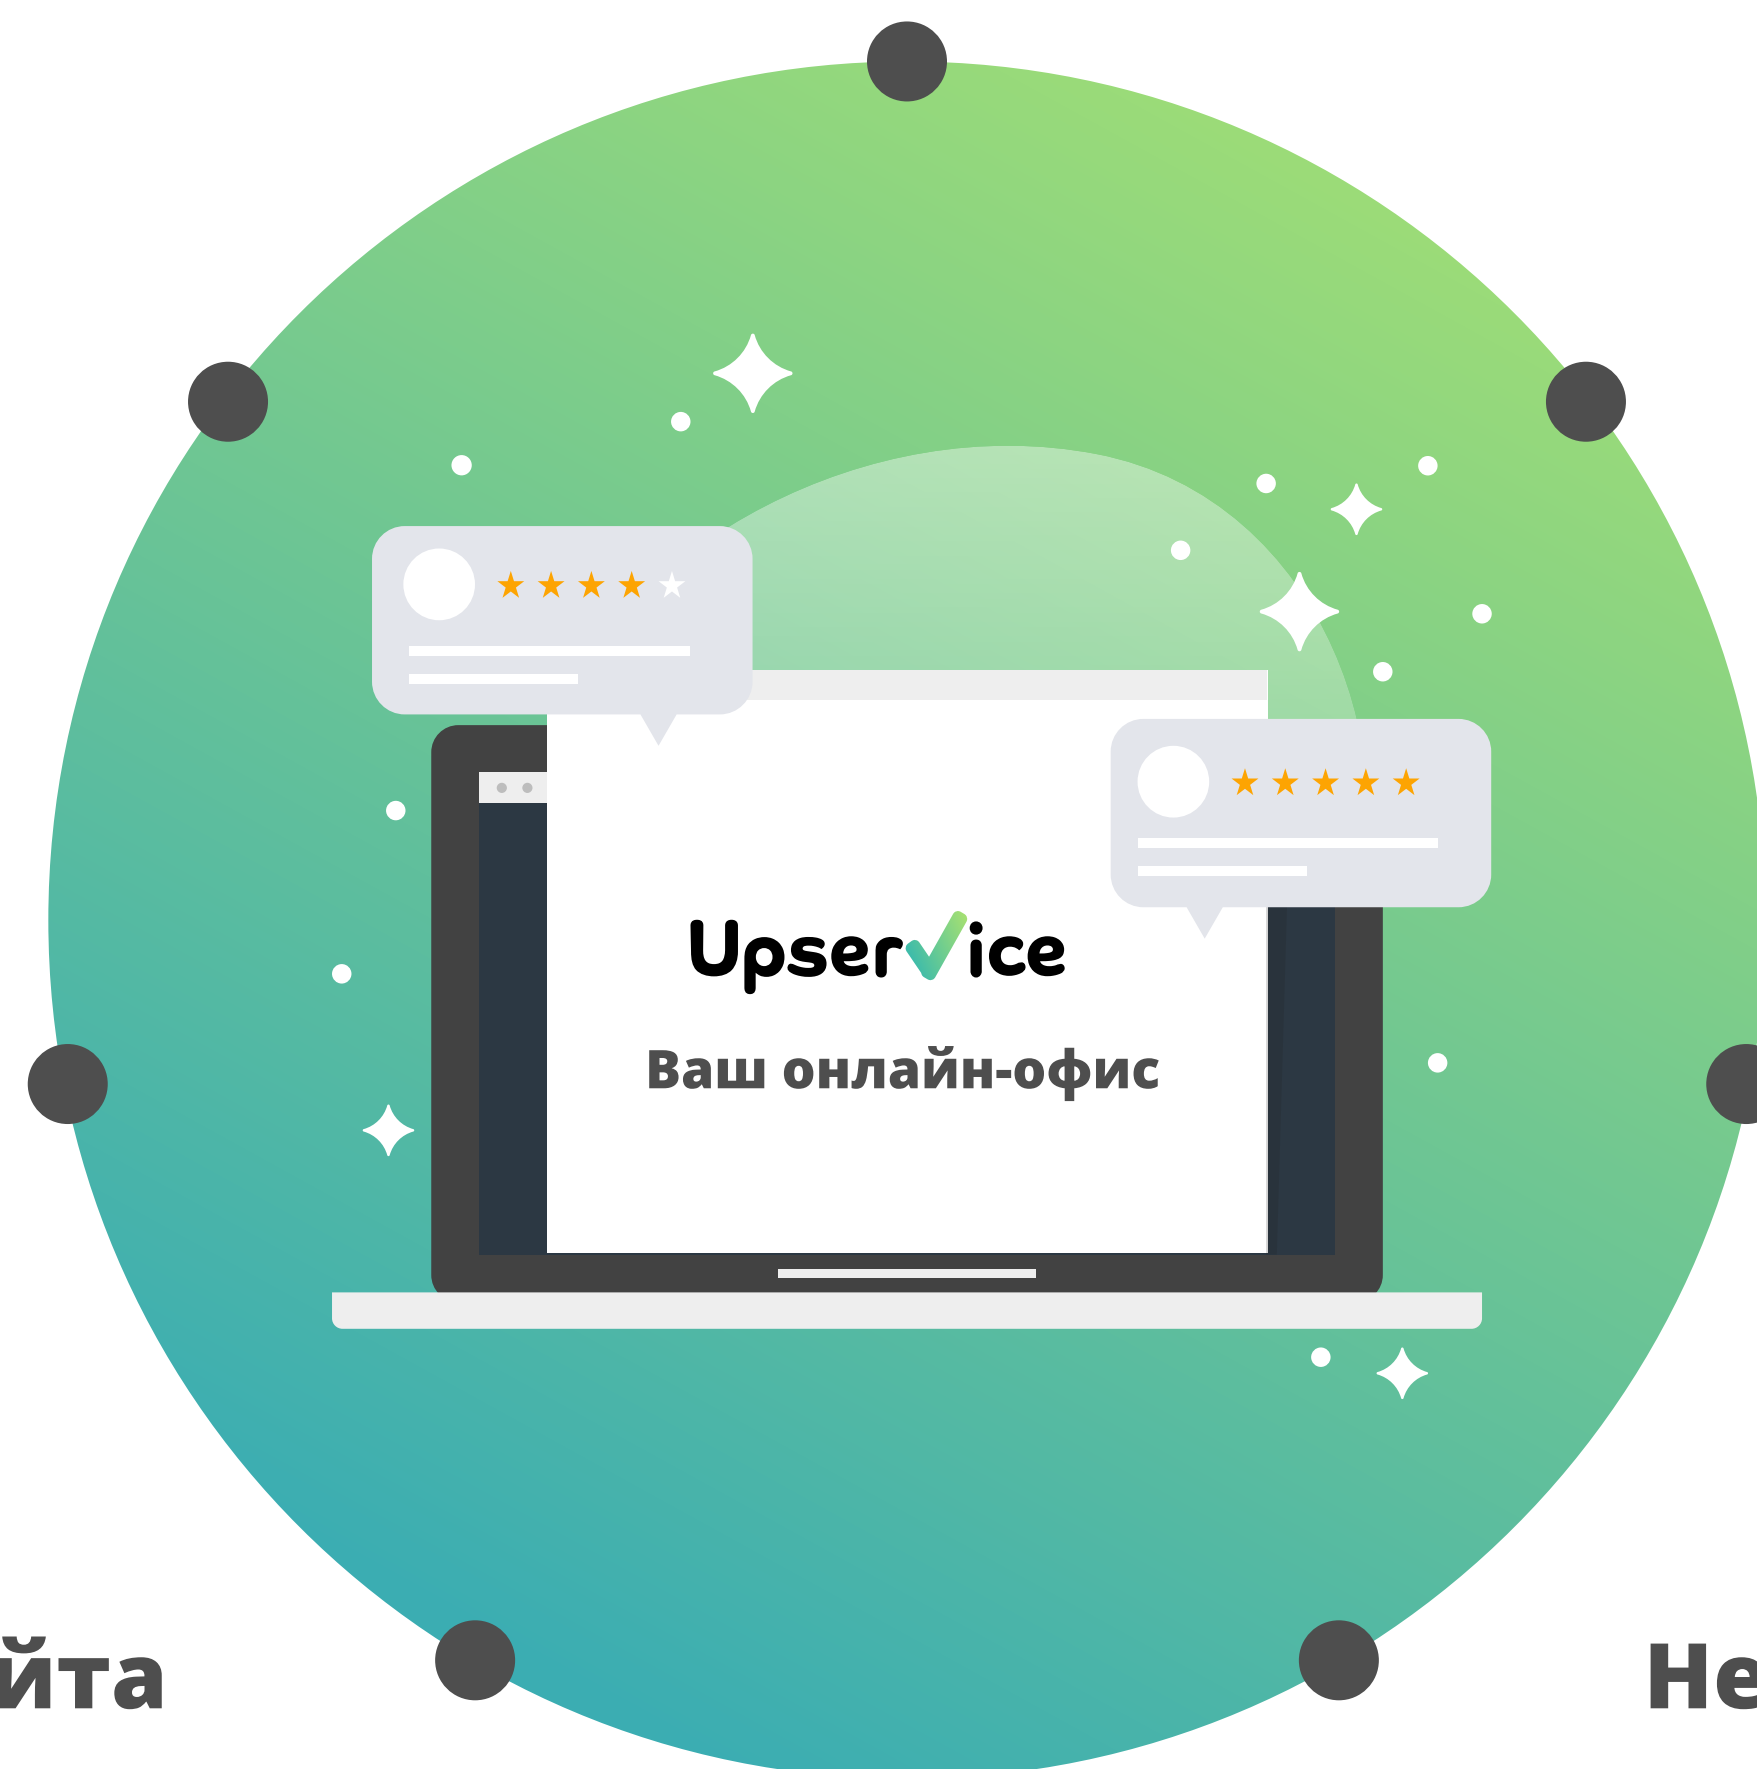 Upservice
Ваш онлайн-офис
йта
Не